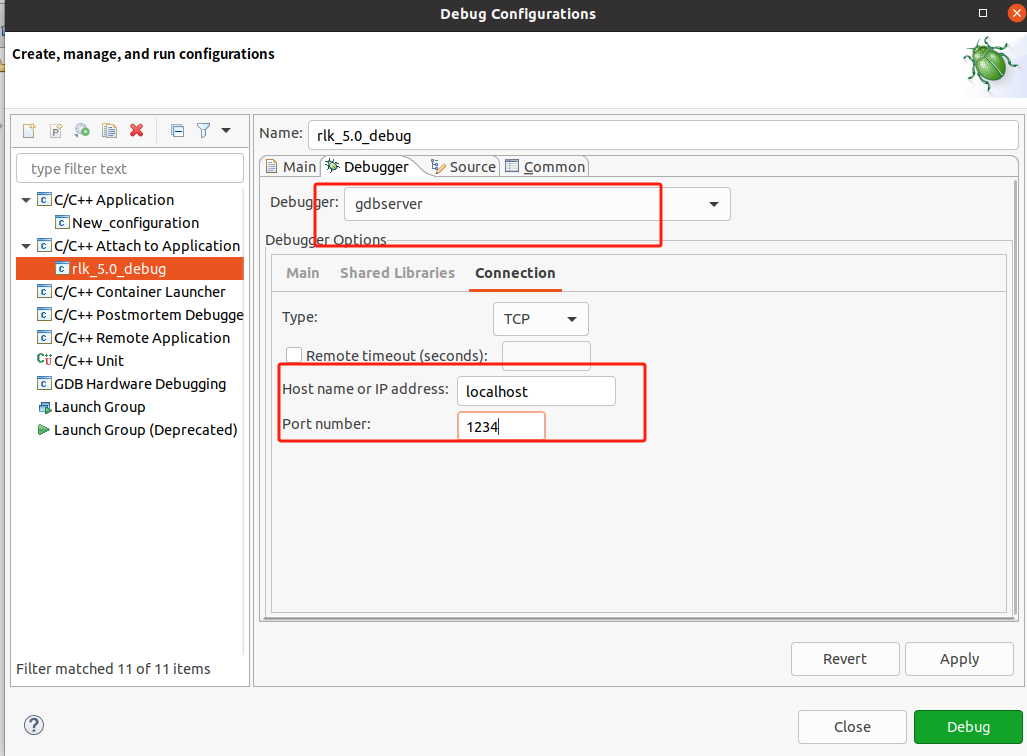 Debug Configurations
Create, manage, and run configurations
type filter text
C/C++ Application
New_configuration
C/C++ Attach to Application
rlk_5.0_debug
C/C++ Container Launcher
C/C++ Postmortem Debugge
C/C++ Remote Application
C/C++ Unit
GDB Hardware Debugging
Launch Group
Launch Group (Deprecated)
Filter matched 11 of 11 items
Name: rlk_5.0_debug
Main Debugger Source Common
Debugger: gdbserver
Debugger Options
Main Shared Libraries Connection
Type: TCP
Remote timeout (seconds):
Host name or IP address: localhost
Port number: 1234
Revert Apply
Close Debug